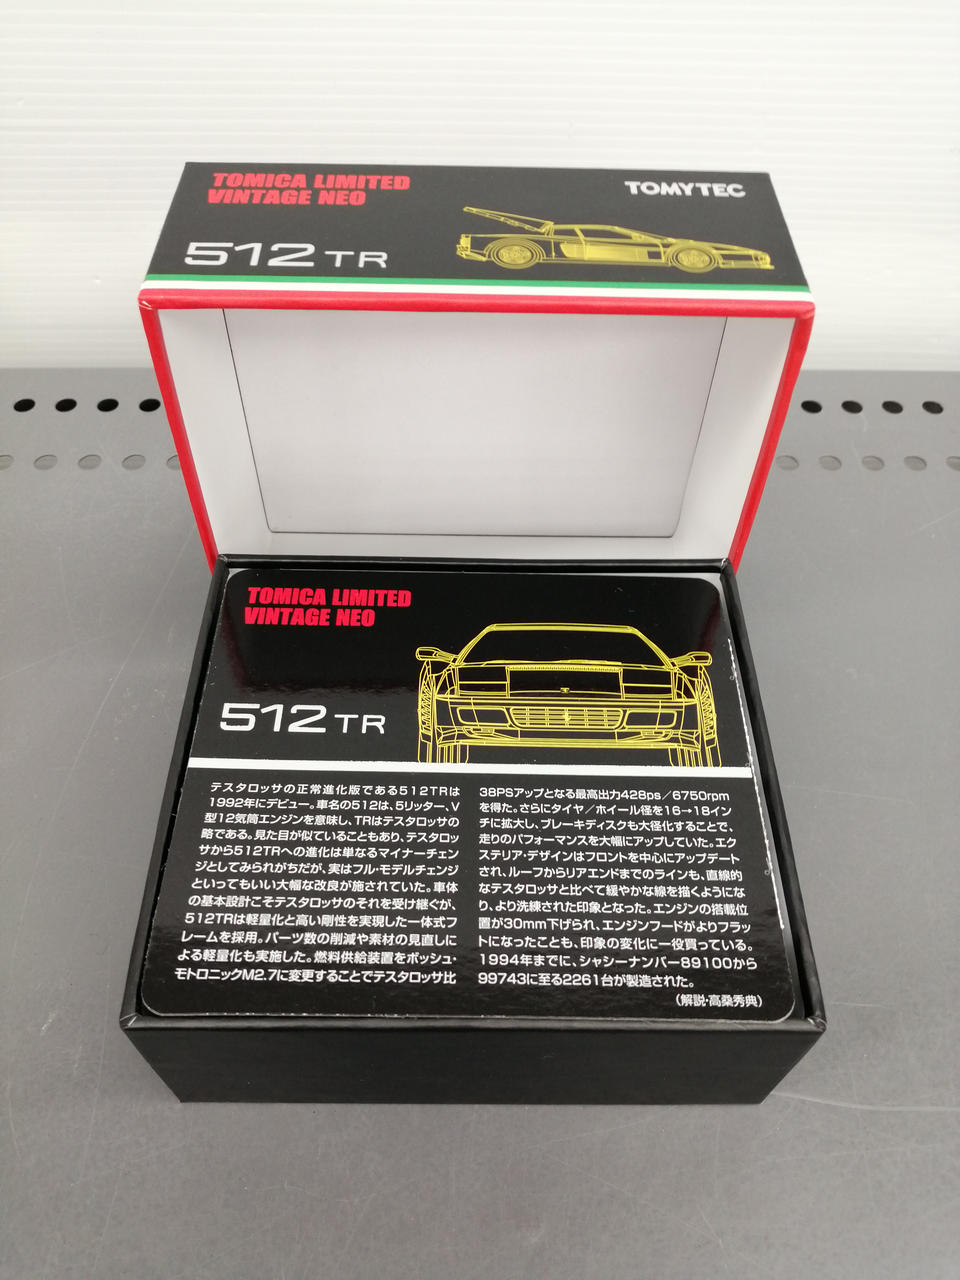 TOMICA LIMITED
VINTAGE NEO
TOMYTEC
512 TR
TOMICA LIMITED
VINTAGE NEO
512 TR
テスタロッサの正常進化版である512TRは
1992年にデビュー。車名の512は、5リッター、V
型12気筒エンジンを意味し、TRはテスタロッサの
略である。見た目が似ていることもあり、テスタロッ
サから512TRへの進化は単なるマイナーチェン
ジとしてみられがちだが、実はフル・モデルチェンジ
といってもいい大幅な改良が施されていた。車体
の基本設計こそテスタロッサのそれを受け継ぐが、
512TRは軽量化と高い剛性を実現した一体式フ
レームを採用。パーツ数の削減や素材の見直しに
よる軽量化も実施した。燃料供給装置をボッシュ・
モトロニックM2.7に変更することでテスタロッサ比
38PSアップとなる最高出力428ps／6750rpm
を得た。さらにタイヤ／ホイール径を16→18イン
チに拡大し、ブレーキディスクも大径化することで、
走りのパフォーマンスを大幅にアップしていた。エク
ステリア・デザインはフロントを中心にアップデート
され、ルーフからリアエンドまでのラインも、直線的
なテスタロッサと比べて緩やかな線を描くようにな
り、より洗練された印象となった。エンジンの搭載位
置が30mm下げられ、エンジンフードがよりフラッ
トになったことも、印象の変化に一役買っている。
1994年までに、シャシーナンバー89100から
99743に至る2261台が製造された。
（解説・高桑秀典）